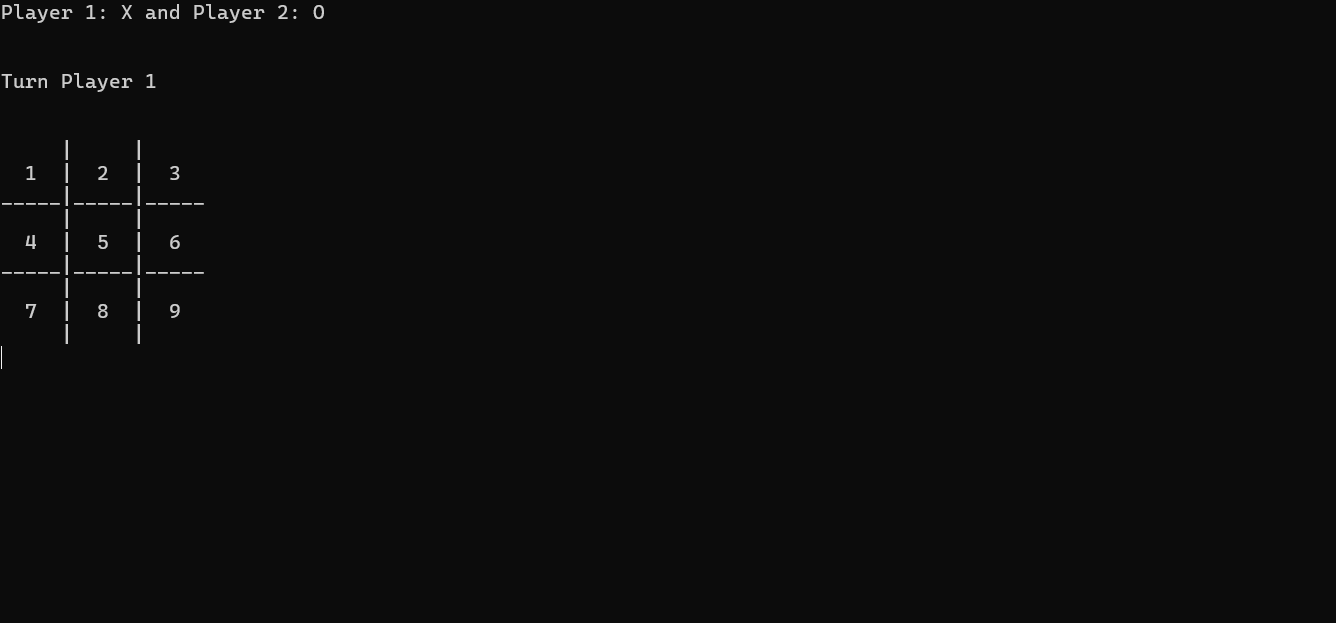 Player 1: X and Player 2: O
Turn Player 1
     |     |
  1  |  2  |  3
_____|_____|_____
     |     |
  4  |  5  |  6
_____|_____|_____
     |     |
  7  |  8  |  9
     |     |